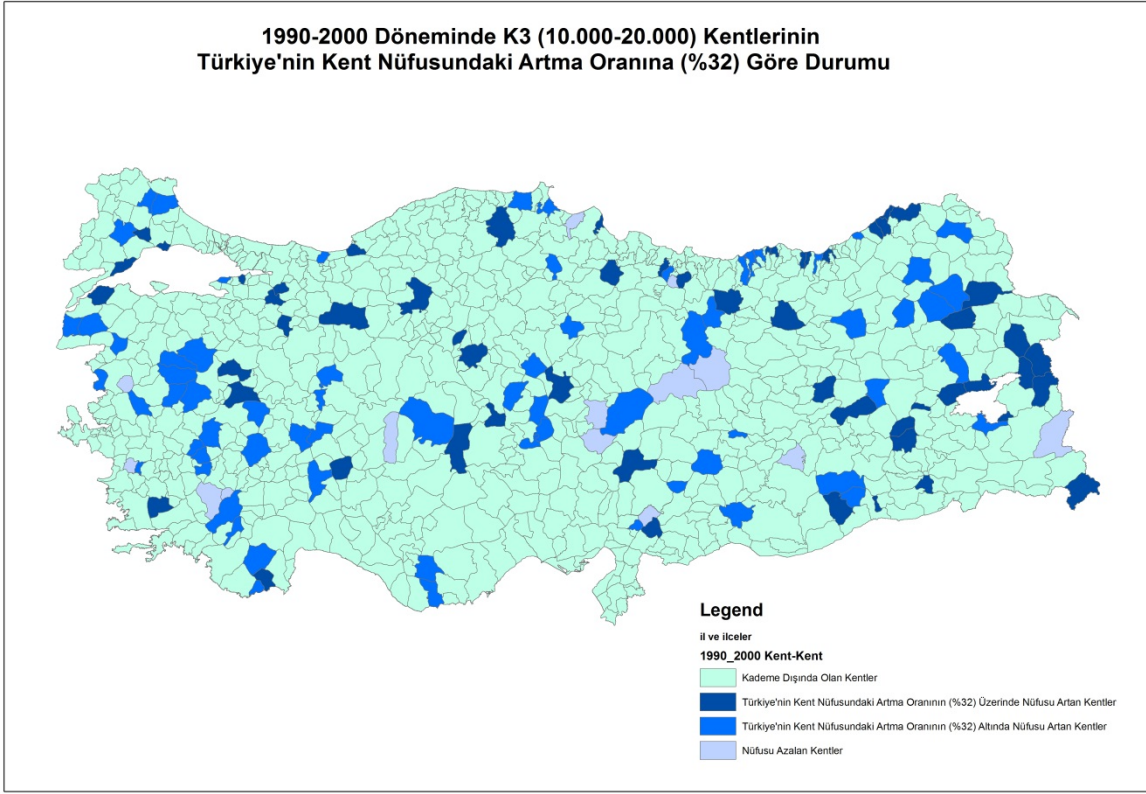 1990-2000 Döneminde K3 (10.000-20.000) Kentlerinin
Türkiye'nin Kent Nüfusundaki Artma Oranına (%32) Göre Durumu
Legend
il ve ilceler
1990_2000 Kent-Kent
Kademe Dışında Olan Kentler
Türkiye'nin Kent Nüfusundaki Artma Oranının (%32) Üzerinde Nüfusu Artan Kentler
Türkiye'nin Kent Nüfusundaki Artma Oranının (%32) Altında Nüfusu Artan Kentler
Nüfusu Azalan Kentler